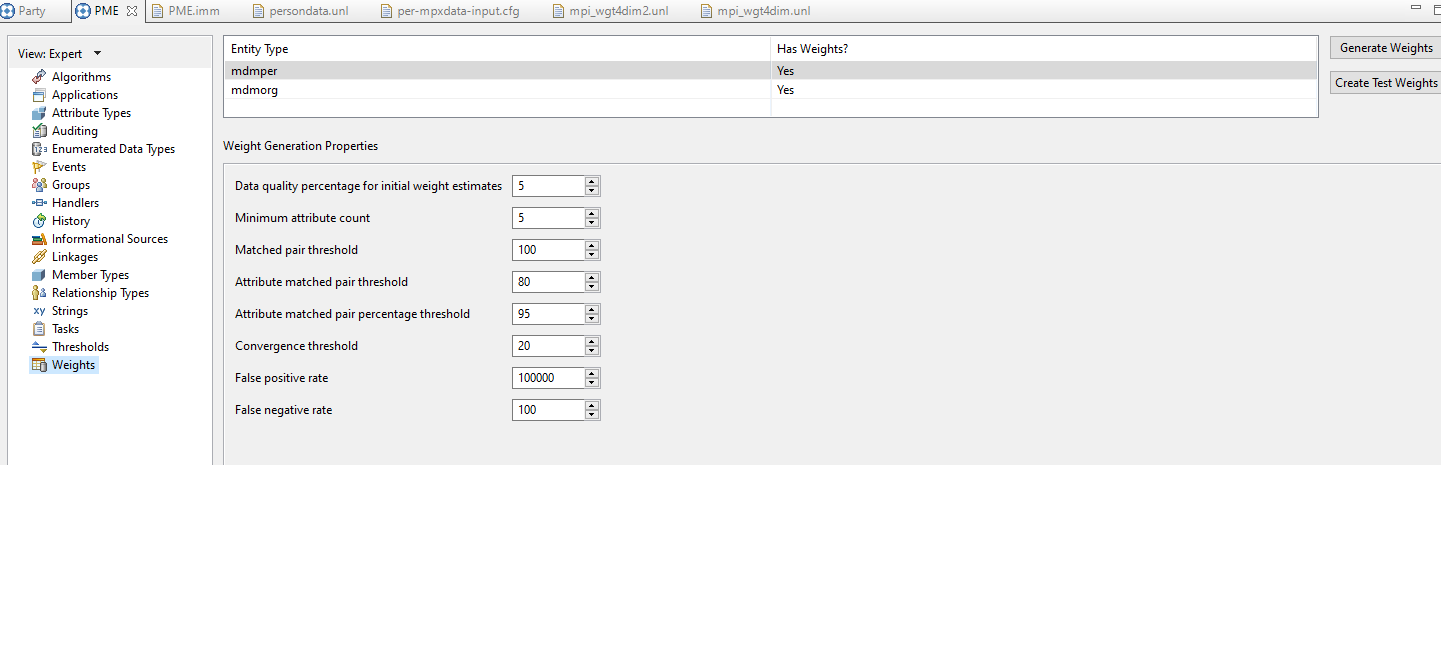 Party PME PME.imm persondata.unl per-mpxdata-input.cfg mpi_wgt4dim2.unl mpi_wgt4dim.unl
View: Expert
Algorithms
Applications
Attribute Types
Auditing
Enumerated Data Types
Events
Groups
Handlers
History
Informational Sources
Linkages
Member Types
Relationship Types
xy Strings
Tasks
Thresholds
Weights
Entity Type Has Weights?
mdmper Yes
mdmorg Yes
Generate Weights
Create Test Weights
Weight Generation Properties
Data quality percentage for initial weight estimates 5
Minimum attribute count 5
Matched pair threshold 100
Attribute matched pair threshold 80
Attribute matched pair percentage threshold 95
Convergence threshold 20
False positive rate 100000
False negative rate 100